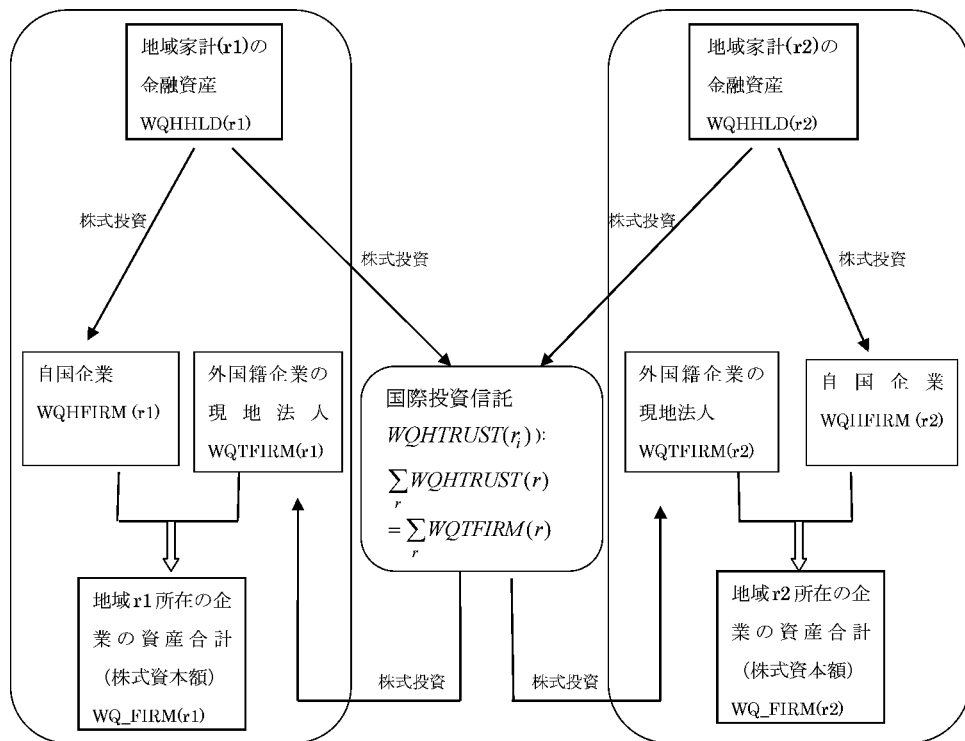 地域家計(r1)の
金融資産
WQHHLD(r1)
地域家計(r2)の
金融資産
WQHHLD(r2)
株式投資
株式投資
株式投資
株式投資
自国企業
WQHFIRM (r1)
外国籍企業の
現地法人
WQTFIRM(r1)
国際投資信託
WQHTRUST(r_i)):
∑_r WQHTRUST(r)
=∑_r WQTFIRM(r)
外国籍企業の
現地法人
WQTFIRM(r2)
自国企業
WQHFIRM (r2)
地域r1所在の企
業の資産合計
(株式資本額)
WQ_FIRM(r1)
株式投資
株式投資
地域r2所在の企
業の資産合計
(株式資本額)
WQ_FIRM(r2)